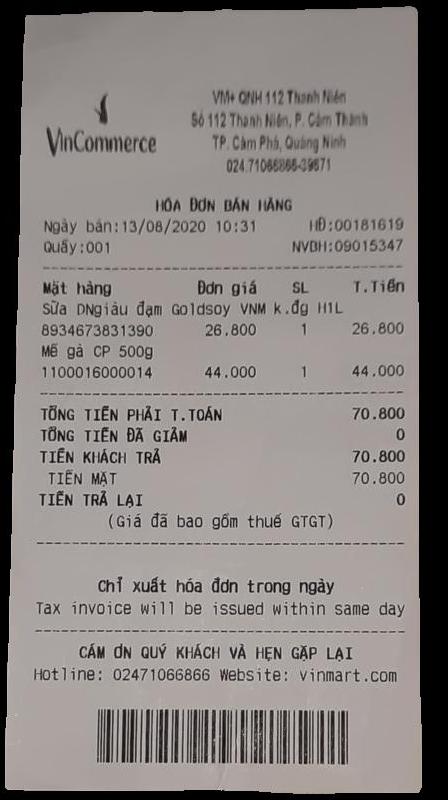 VinCommerce
VM+ QNH 112 Thanh Niên
Số 112 Thanh Niên, P. Cẩm Thành
TP. Cẩm Phả, Quảng Ninh
024.71066866-39671
HÓA ĐƠN BÁN HÀNG
Ngày bán:13/08/2020 10:31 HĐ:00181619
Quầy:001 NVBH:09015347
Mặt hàng Đơn giá SL T.Tiền
Sữa DNgiàu đạm Goldsoy VNM k.đg H1L
8934673831390 26.800 1 26.800
Mề gà CP 500g
1100016000014 44.000 1 44.000
TỔNG TIỀN PHẢI T.TOÁN 70.800
TỔNG TIỀN ĐÃ GIẢM 0
TIỀN KHÁCH TRẢ 70.800
TIỀN MẶT 70.800
TIỀN TRẢ LẠI 0
(Giá đã bao gồm thuế GTGT)
Chỉ xuất hóa đơn trong ngày
Tax invoice will be issued within same day
CÁM ƠN QUÝ KHÁCH VÀ HẸN GẶP LẠI
Hotline: 02471066866 Website: vinmart.com